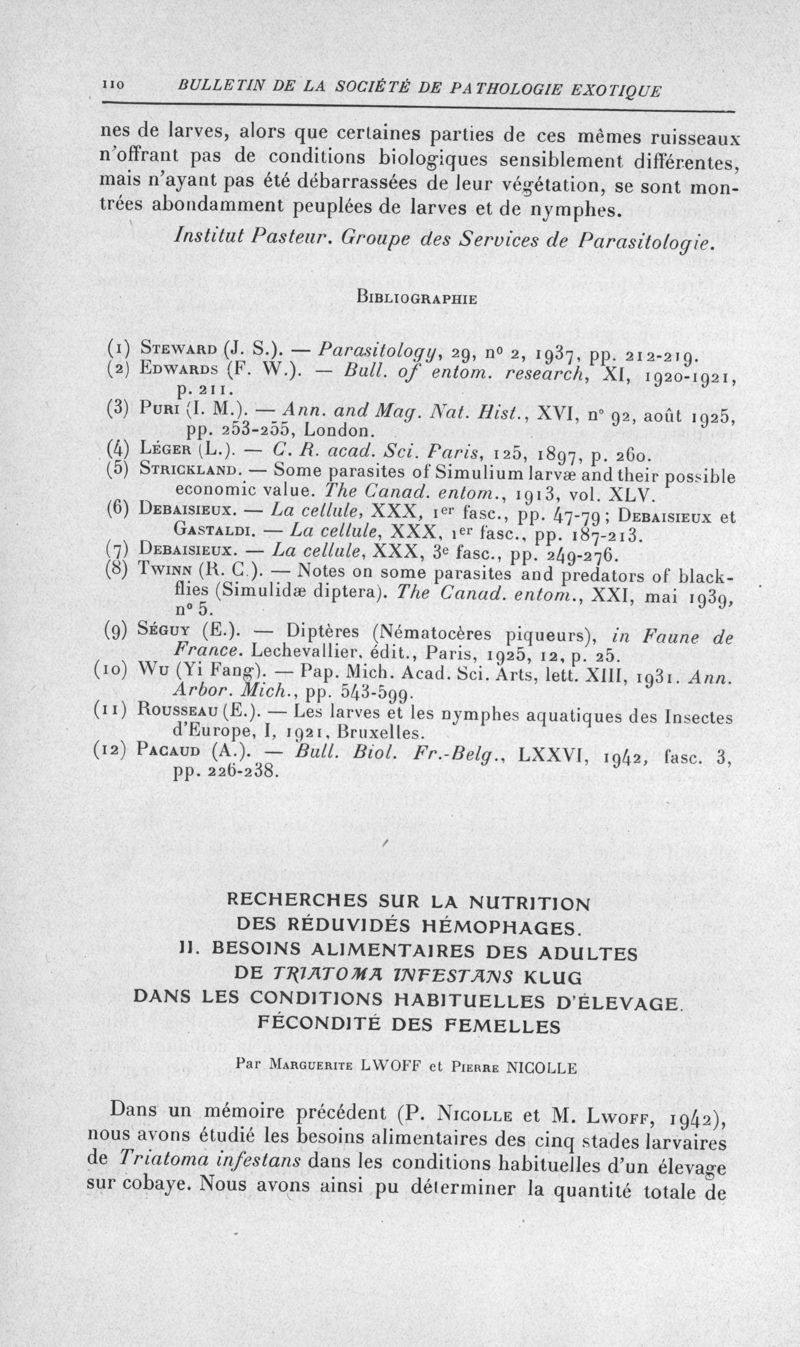 110 BULLETIN DE LA SOCIÉTÉ DE PATHOLOGIE EXOTIQUE
nes de larves, alors que certaines parties de ces mêmes ruisseaux
n'offrant pas de conditions biologiques sensiblement différentes,
mais n'ayant pas été débarrassées de leur végétation, se sont mon-
trées abondamment peuplées de larves et de nymphes.
Institut Pasteur. Groupe des Services de Parasitologie.
BIBLIOGRAPHIE
(1) STEWARD (J. S.). — Parasitology, 29, n° 2, 1937, pp. 212-219.
(2) EDWARDS (F. W.). — Bull. of entom. research, XI, 1920-1921,
p. 211.
(3) PURI (I. M.). — Ann. and Mag. Nat. Hist., XVI, n° 92, août 1925,
pp. 253-255, London.
(4) LÉGER (L.). — C. R. acad. Sci. Paris, 125, 1897, p. 260.
(5) STRICKLAND. — Some parasites of Simulium larvæ and their possible
economic value. The Canad. entom., 1913, vol. XLV.
(6) DEBAISIEUX. — La cellule, XXX, 1er fasc., pp. 47-79; DEBAISIEUX et
GASTALDI. — La cellule, XXX, 1er fasc., pp. 187-213.
(7) DEBAISIEUX. — La cellule, XXX, 3e fasc., pp. 249-276.
(8) TWINN (R. C.). — Notes on some parasites and predators of black-
flies (Simulidæ diptera). The Canad. entom., XXI, mai 1939,
n° 5.
(9) SÉGUY (E.). — Diptères (Nématocères piqueurs), in Faune de
France. Lechevallier, édit., Paris, 1925, 12, p. 25.
(10) WU (Yi Fang). — Pap. Mich. Acad. Sci. Arts, lett. XIII, 1931. Ann.
Arbor. Mich., pp. 543-599.
(11) ROUSSEAU (E.). — Les larves et les nymphes aquatiques des Insectes
d'Europe, I, 1921, Bruxelles.
(12) PACAUD (A.). — Bull. Biol. Fr.-Belg., LXXVI, 1942, fasc. 3,
pp. 226-238.
RECHERCHES SUR LA NUTRITION
DES RÉDUVIDÉS HÉMOPHAGES.
II. BESOINS ALIMENTAIRES DES ADULTES
DE TRIATOMA INFESTANS KLUG
DANS LES CONDITIONS HABITUELLES D'ÉLEVAGE.
FÉCONDITÉ DES FEMELLES
Par MARGUERITE LWOFF et PIERRE NICOLLE
Dans un mémoire précédent (P. NICOLLE et M. LWOFF, 1942),
nous avons étudié les besoins alimentaires des cinq stades larvaires
de Triatoma infestans dans les conditions habituelles d'un élevage
sur cobaye. Nous avons ainsi pu déterminer la quantité totale de